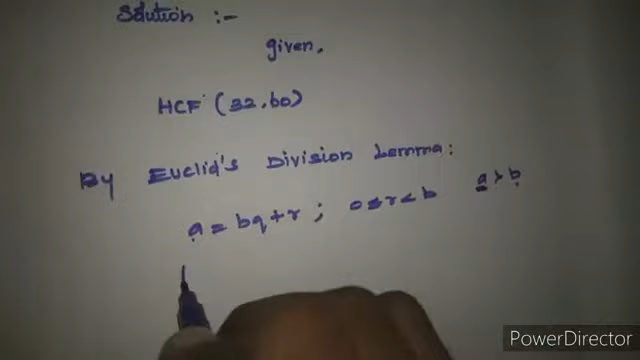 Solution :-
given,
HCF (32,60)
By Euclid's Division Lemma:
a = bq + r ; 0 ≤ r < b a > b
PowerDirector